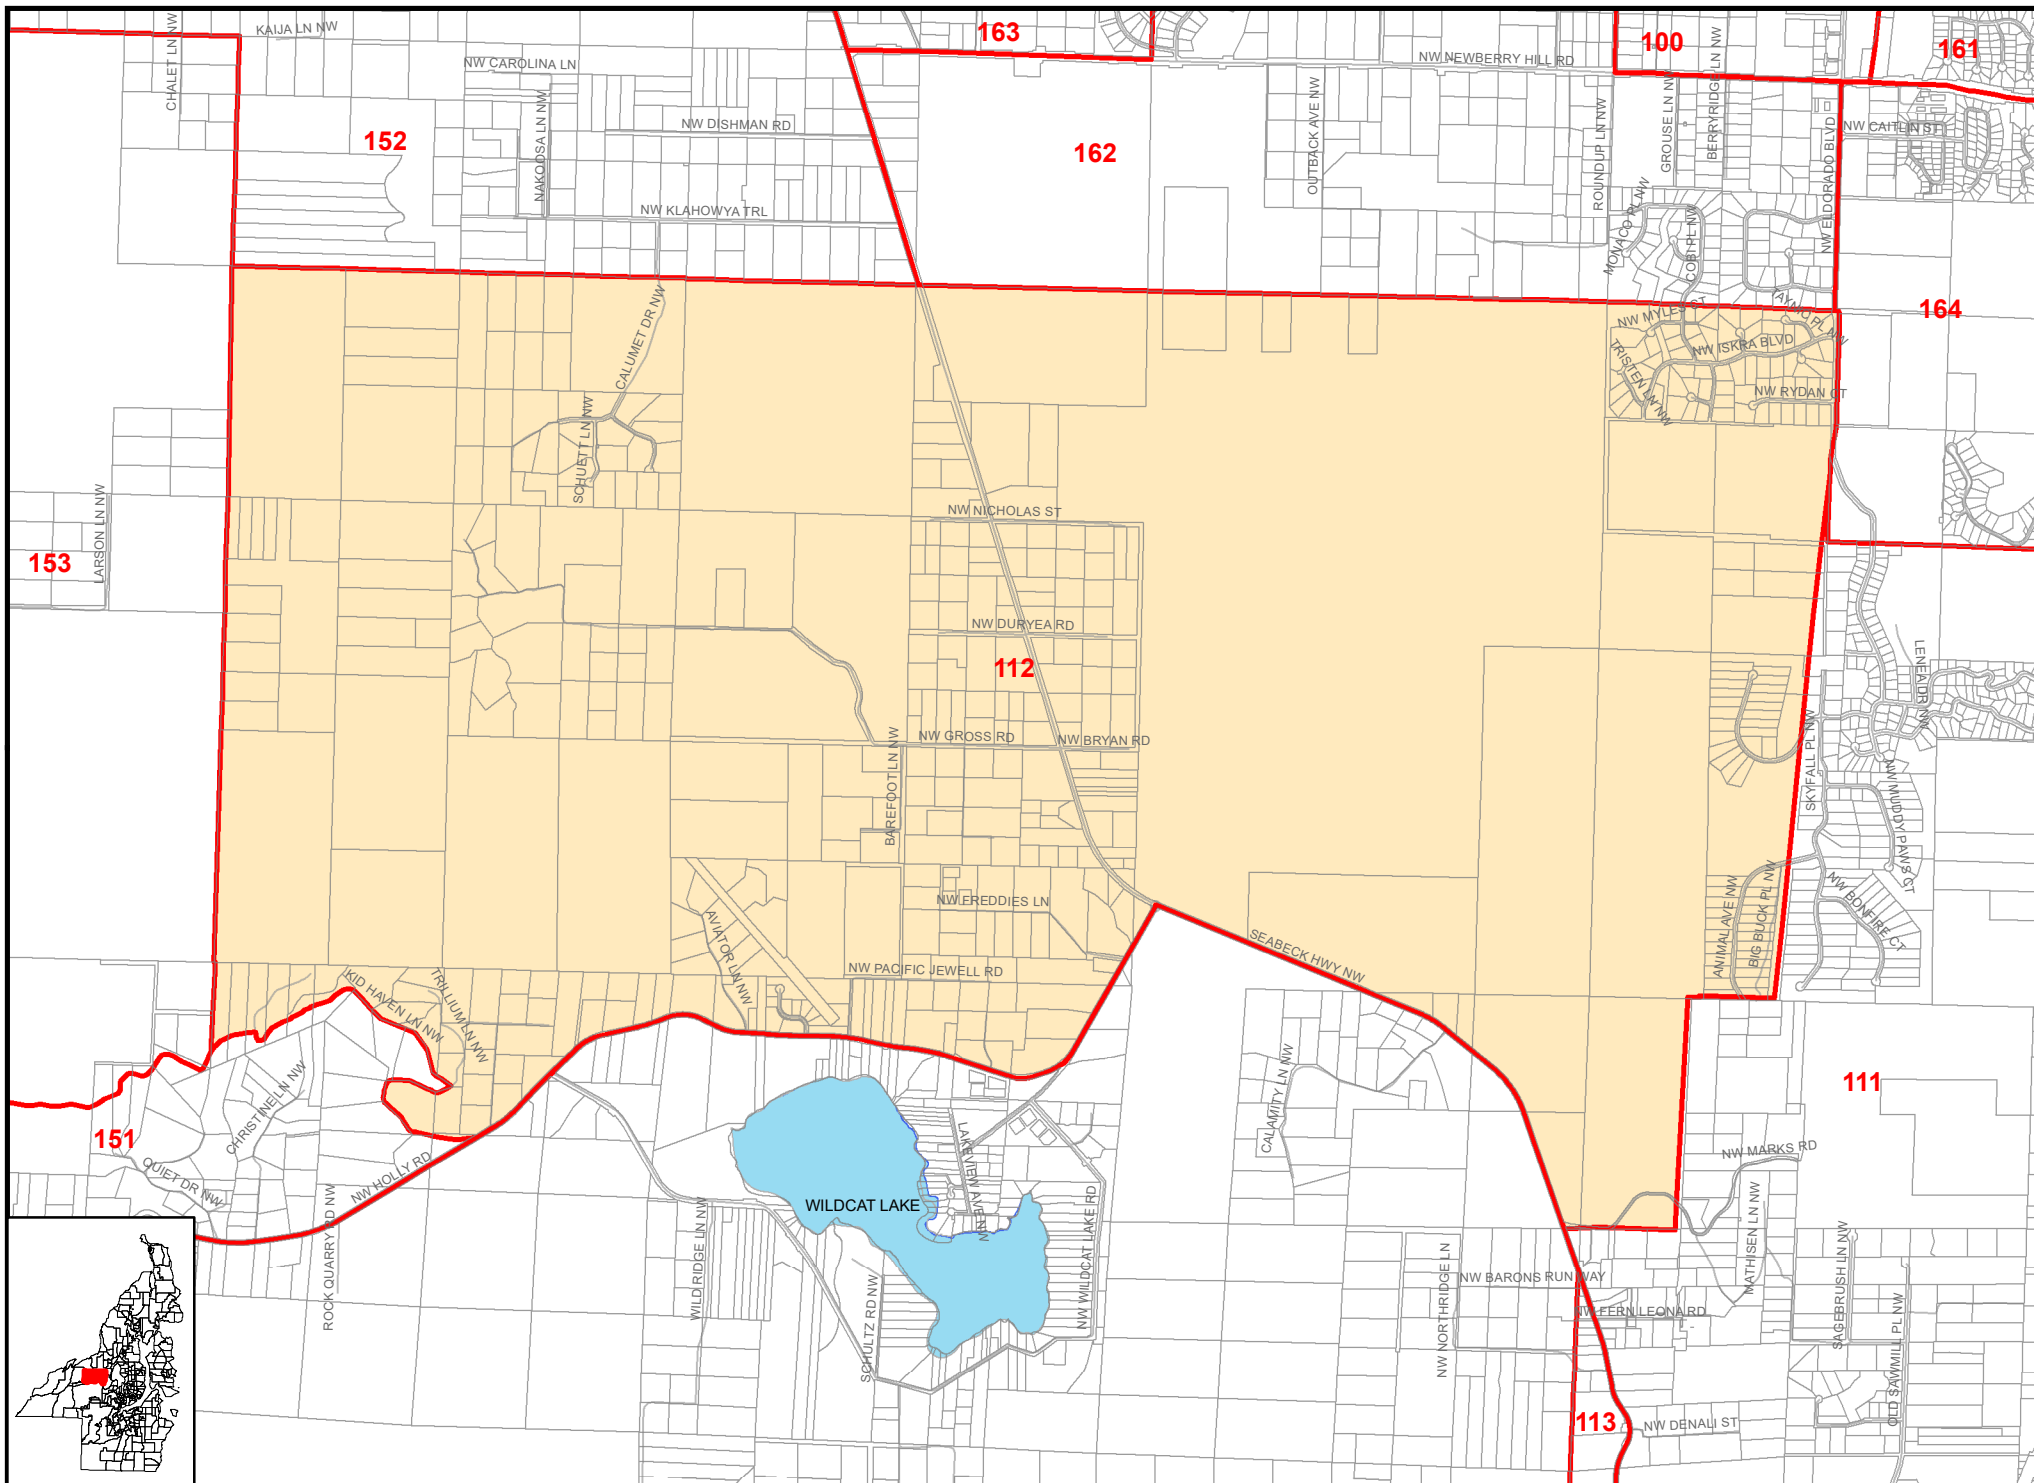 163
100
161
KAIJA LN NW
CHALET LN NW
NW CAROLINA LN
NW NEWBERRY HILL RD
NAKOOSA LN NW
NW DISHMAN RD
152
162
OUTBACK AVE NW
ROUNDUP LN NW
GROUSE LN NW
BERRYRIDGE LN NW
NW ELDORADO BLVD
NW CAITLIN ST
NW KLAHOWYA TRL
MONACO PL NW
COBI PL NW
CALUMET DR NW
164
NW MYLES CT
TAYMO PL NW
NW ISKRA BLVD
TRISTEN LN NW
NW RYDAN CT
SCHUETT LN NW
LARSON LN NW
153
NW NICHOLAS ST
NW DURYEA RD
112
LENEA DR NW
NW GROSS RD
NW BRYAN RD
BAREFOOT LN NW
SKYFALL PL NW
NW MUDDY PAWS CT
NW FREDDIES LN
AVIATOR LN NW
SEABECK HWY NW
ANIMAL AVE NW
BIG BUCK PL NW
NW BONFIRE CT
NW PACIFIC JEWELL RD
KID HAVEN LN NW
TRILLIUM LN NW
CHRISTINE LN NW
CALAMITY LN NW
111
151
QUIET DR NW
NW HOLLY RD
ROCK QUARRY RD NW
LAKEVIEW AVE NW
NW MARKS RD
WILDCAT LAKE
WILD RIDGE LN NW
SCHULTZ RD NW
NW WILDCAT LAKE RD
NW NORTHRIDGE LN
NW BARONS RUN WAY
NW FERN LEONA RD
MATHISEN LN NW
SAGEBRUSH LN NW
OLD SAWMILL PL NW
113
NW DENALI ST